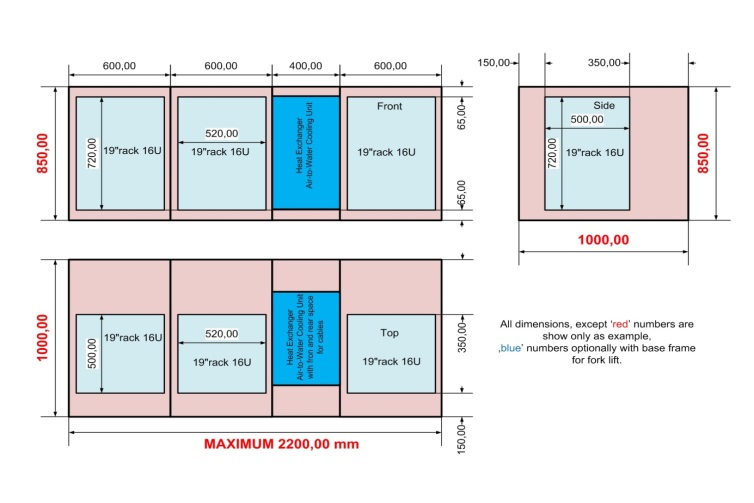 600,00 600,00 400,00 600,00
850,00
720,00
19"rack 16U
520,00
19"rack 16U
Heat Exchanger
Air-to-Water Cooling Unit
Front
19"rack 16U
65,00
65,00
150,00 350,00
Side
500,00
720,00
19"rack 16U
850,00
1000,00
1000,00
500,00
19"rack 16U
520,00
19"rack 16U
Heat Exchanger
Air-to-Water Cooling Unit
with fron and rear space
for cables
Top
19"rack 16U
350,00
150,00
MAXIMUM 2200,00 mm
All dimensions, except ‘red’ numbers are
show only as example,
‚blue’ numbers optionally with base frame
for fork lift.